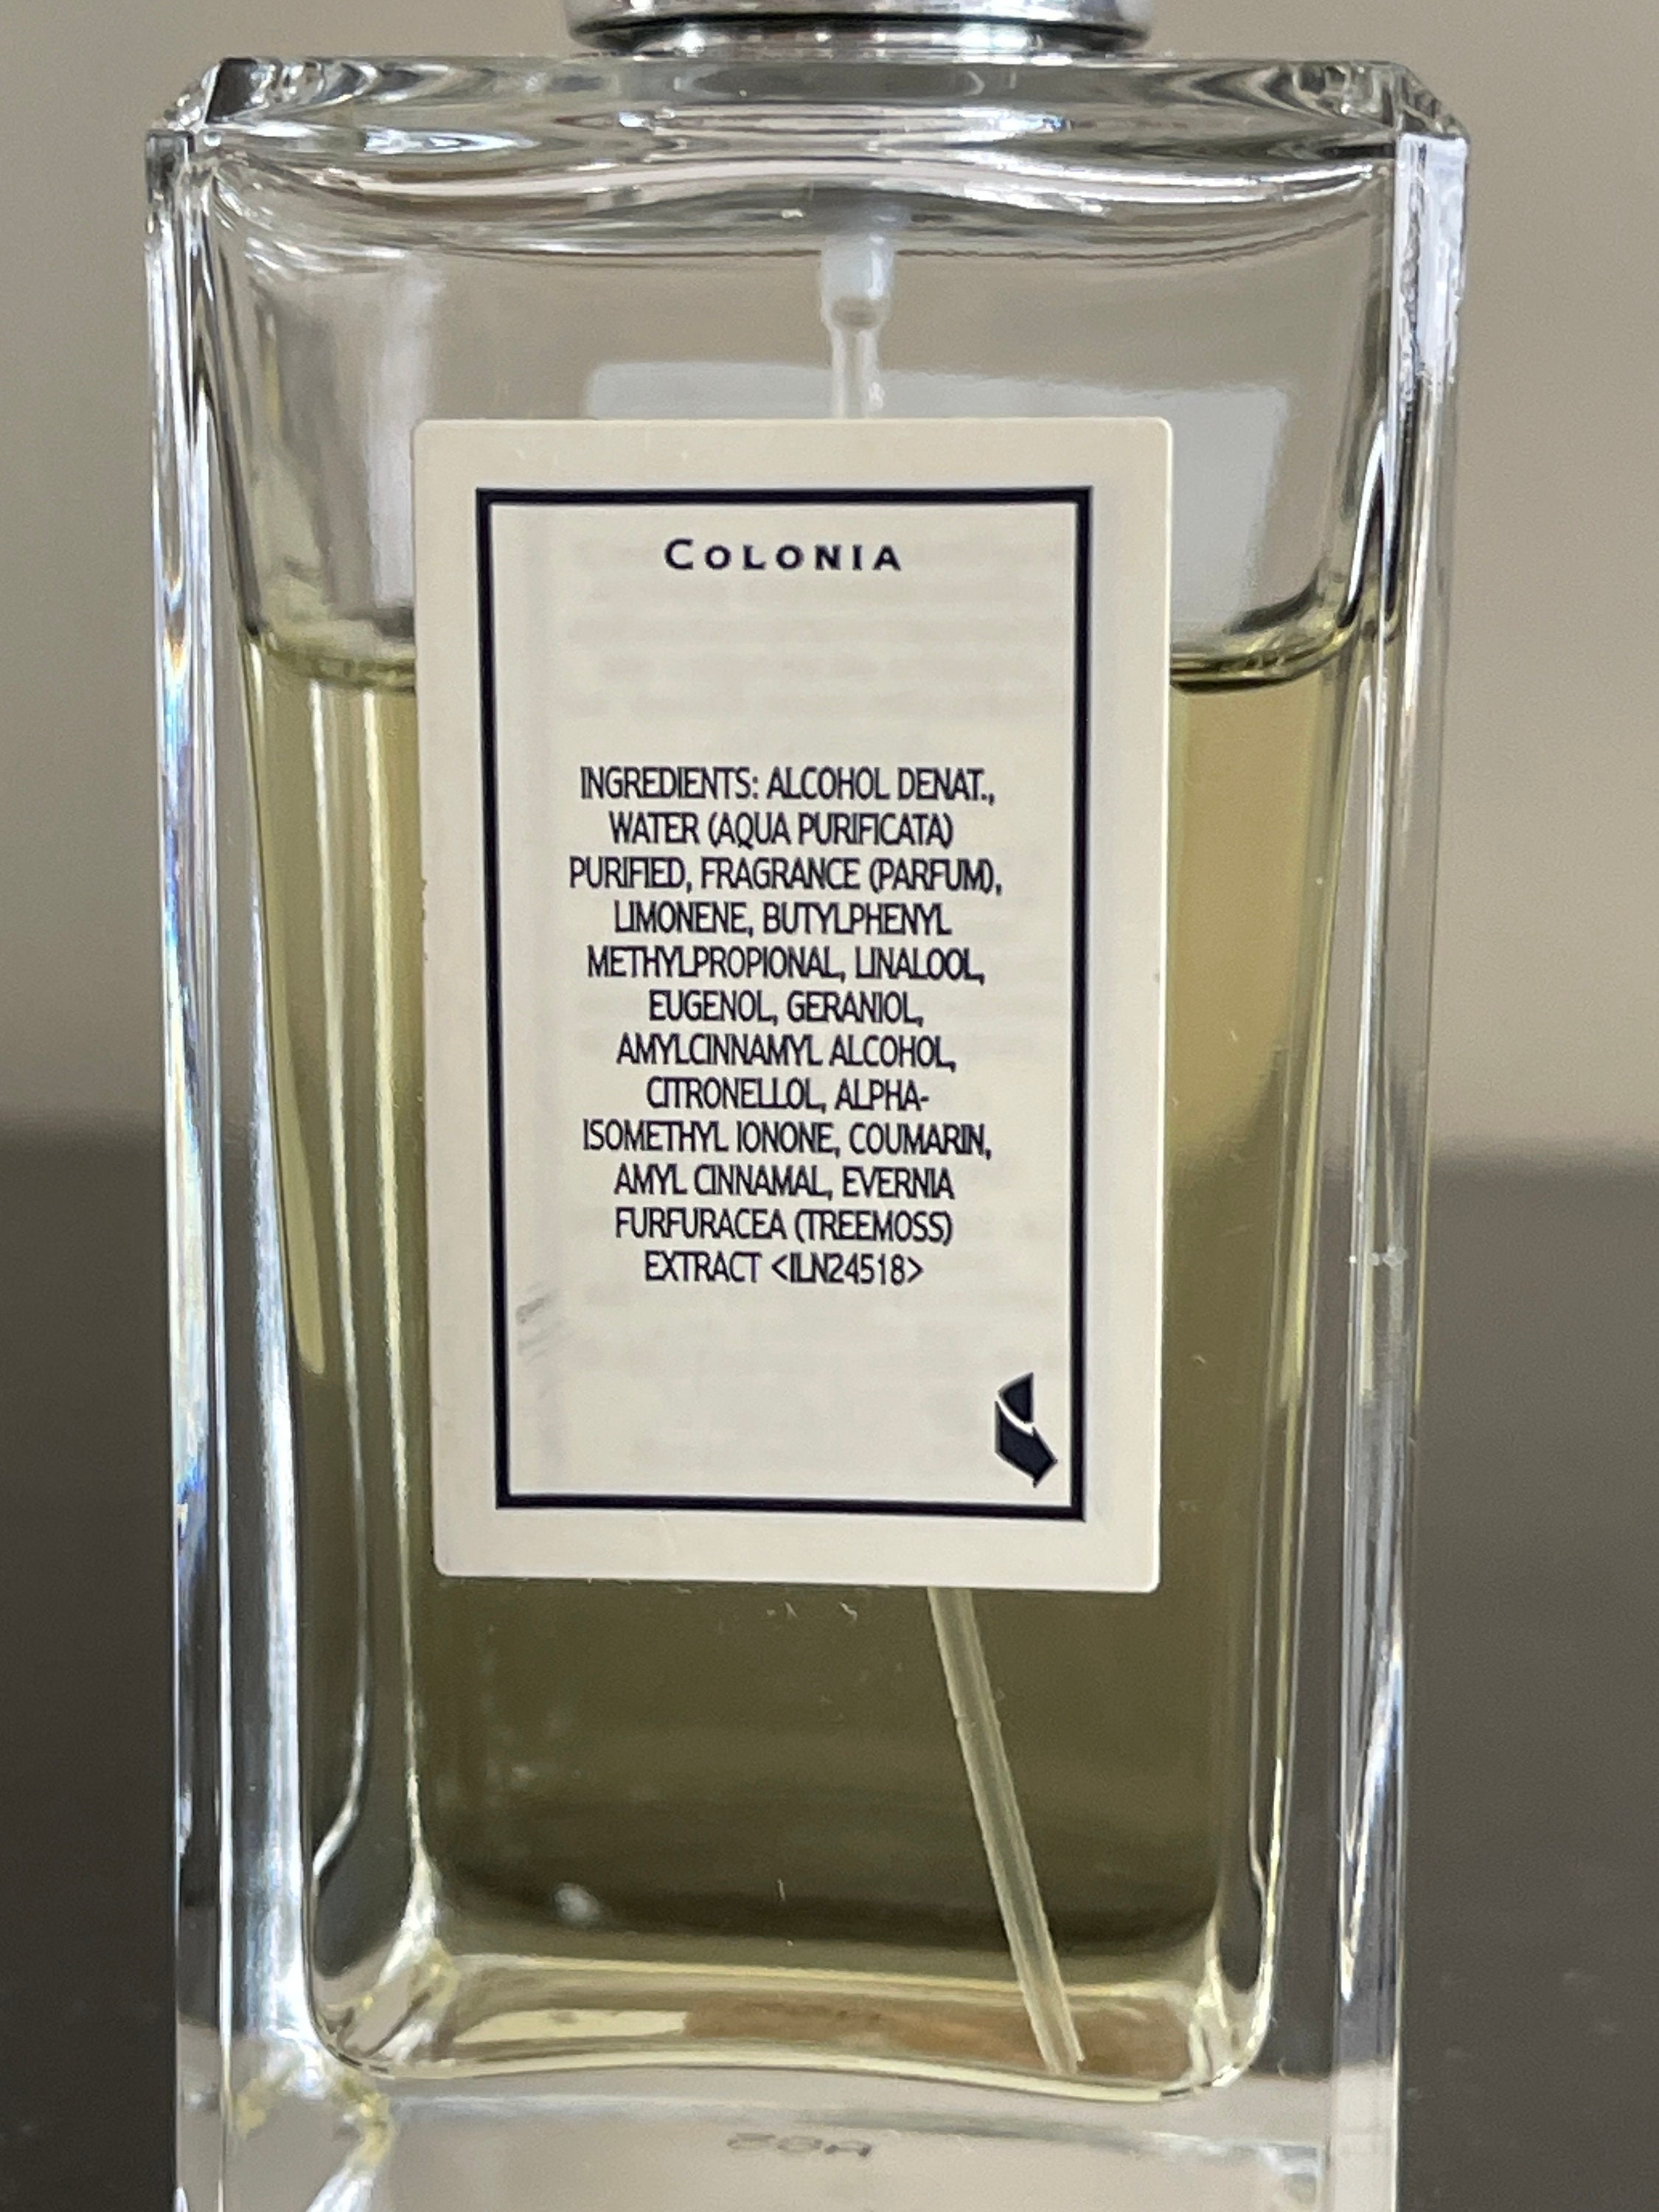 COLONIA
INGREDIENTS: ALCOHOL DENAT.,
WATER (AQUA PURIFICATA)
PURIFIED, FRAGRANCE (PARFUM),
LIMONENE, BUTYLPHENYL
METHYLPROPIONAL, LINALOOL,
EUGENOL, GERANIOL,
AMYLCINNAMYL ALCOHOL,
CITRONELLOL, ALPHA-
ISOMETHYL IONONE, COUMARIN,
AMYL CINNAMAL, EVERNIA
FURFURACEA (TREEMOSS)
EXTRACT <ILN24518>